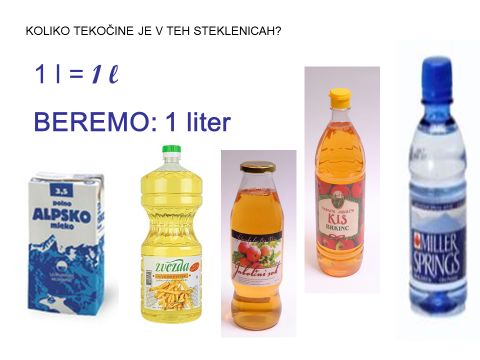 KOLIKO TEKOČINE JE V TEH STEKLENICAH?
1 l = 1 ℓ
BEREMO: 1 liter
3,5
polno
ALPSKO
mleko
zvezda
Jabolčni sok
KIS
MILLER
SPRINGS